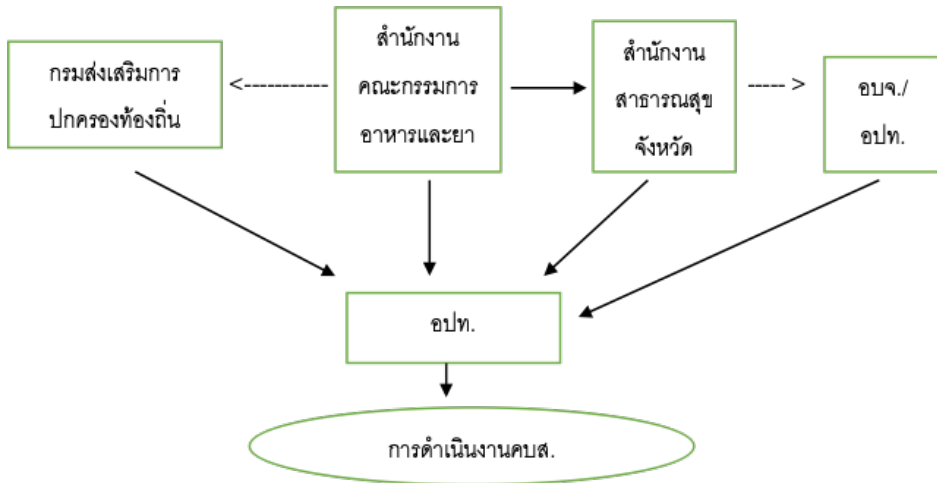 กรมส่งเสริมการ
ปกครองท้องถิ่น
สำนักงาน
คณะกรรมการ
อาหารและยา
สำนักงาน
สาธารณสุข
จังหวัด
อบจ./
อปท.
อปท.
การดำเนินงานคบส.